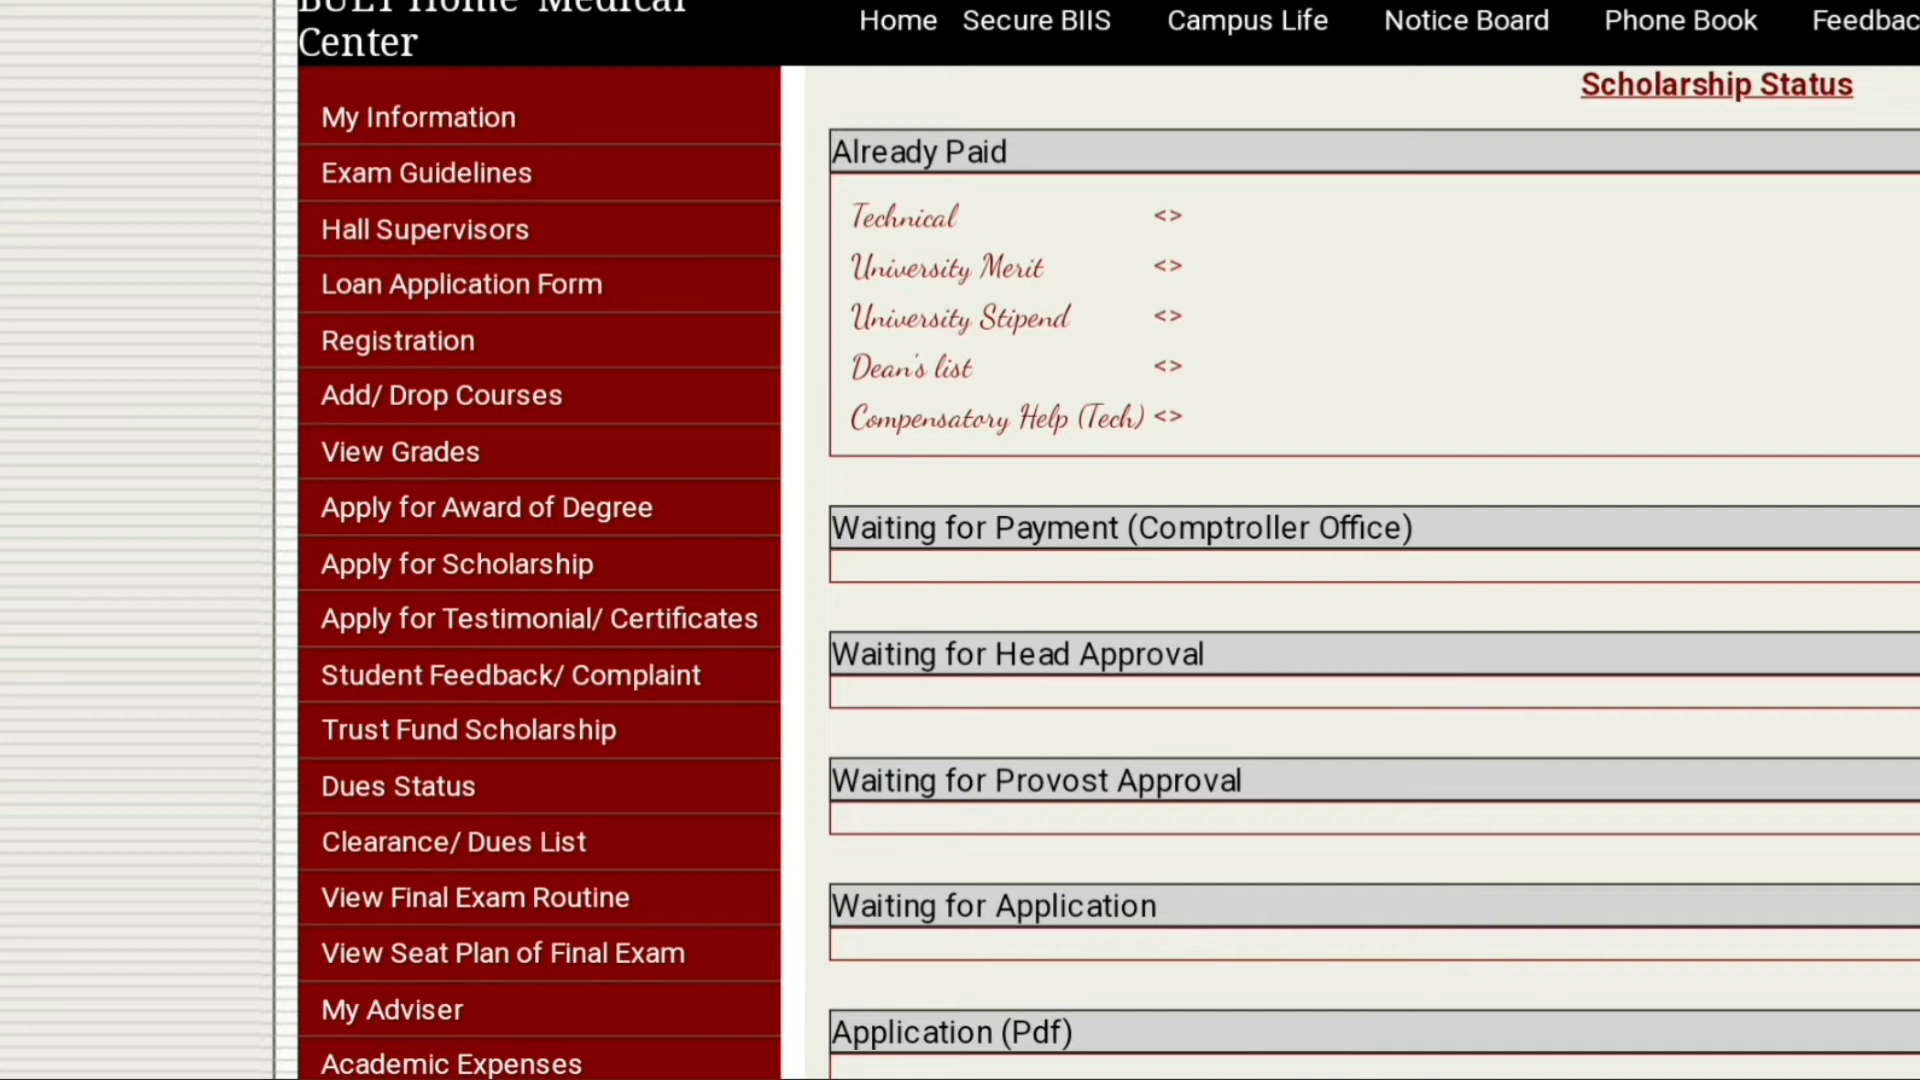 BUET Home Medical
Center
Home Secure BIIS Campus Life Notice Board Phone Book Feedbac
My Information
Exam Guidelines
Hall Supervisors
Loan Application Form
Registration
Add/ Drop Courses
View Grades
Apply for Award of Degree
Apply for Scholarship
Apply for Testimonial/ Certificates
Student Feedback/ Complaint
Trust Fund Scholarship
Dues Status
Clearance/ Dues List
View Final Exam Routine
View Seat Plan of Final Exam
My Adviser
Academic Expenses
Scholarship Status
Already Paid
Technical <>
University Merit <>
University Stipend <>
Dean's list <>
Compensatory Help (Tech) <>
Waiting for Payment (Comptroller Office)
Waiting for Head Approval
Waiting for Provost Approval
Waiting for Application
Application (Pdf)